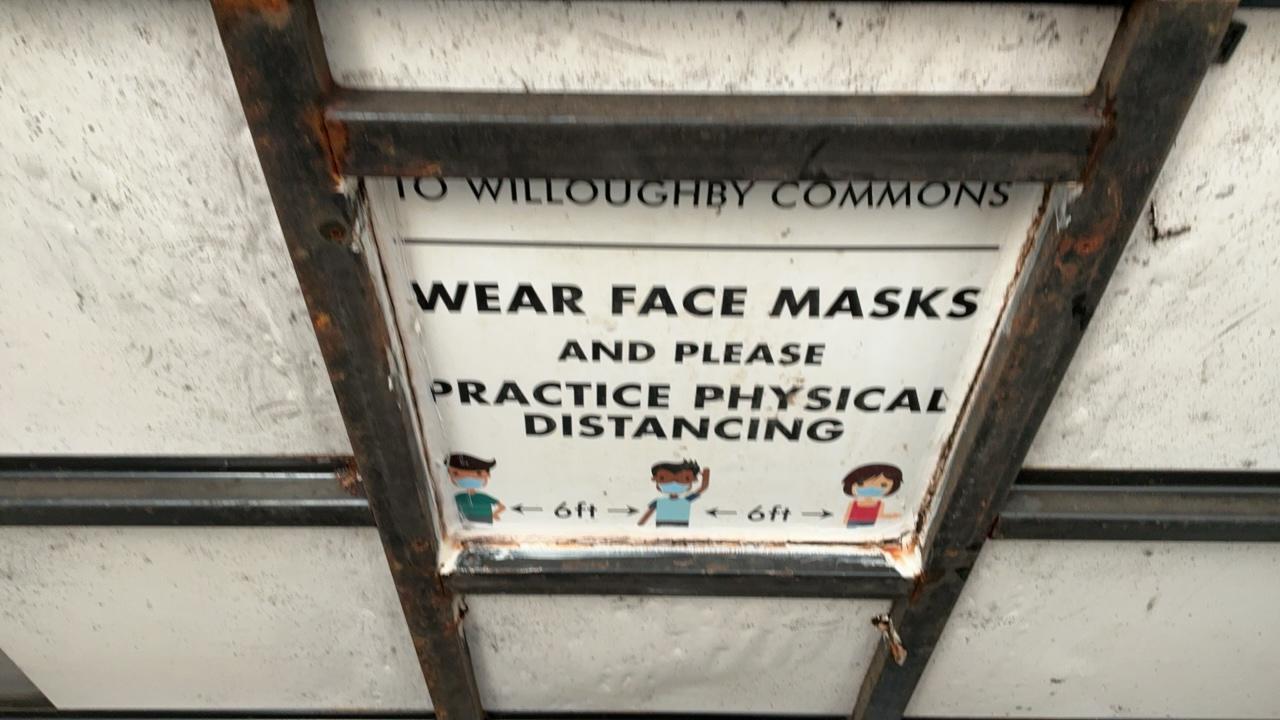 TO WILLOUGHBY COMMONS
WEAR FACE MASKS
AND PLEASE
PRACTICE PHYSICAL
DISTANCING
6ft 6ft